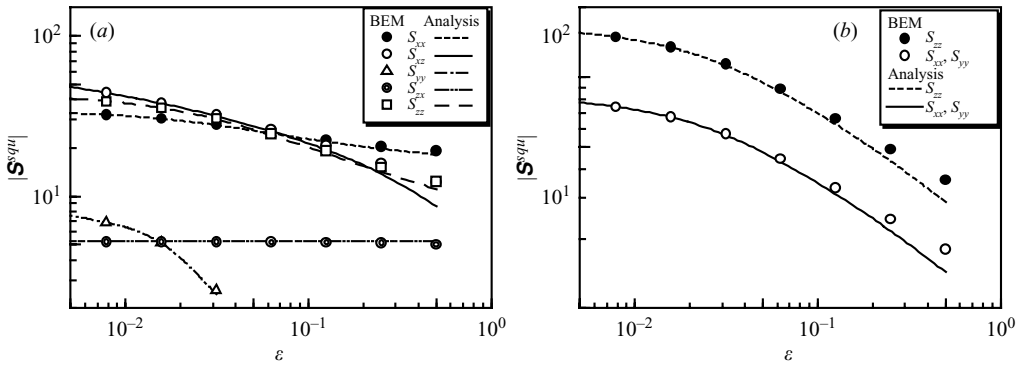 (a)
BEM Analysis
S_xx
S_xz
S_yy
S_zx
S_zz
10^2
10^1
|S^squ|
10^−2 10^−1 10^0
ε
(b)
BEM
S_zz
S_xx, S_yy
Analysis
S_zz
S_xx, S_yy
10^2
10^1
|S^squ|
10^−2 10^−1 10^0
ε